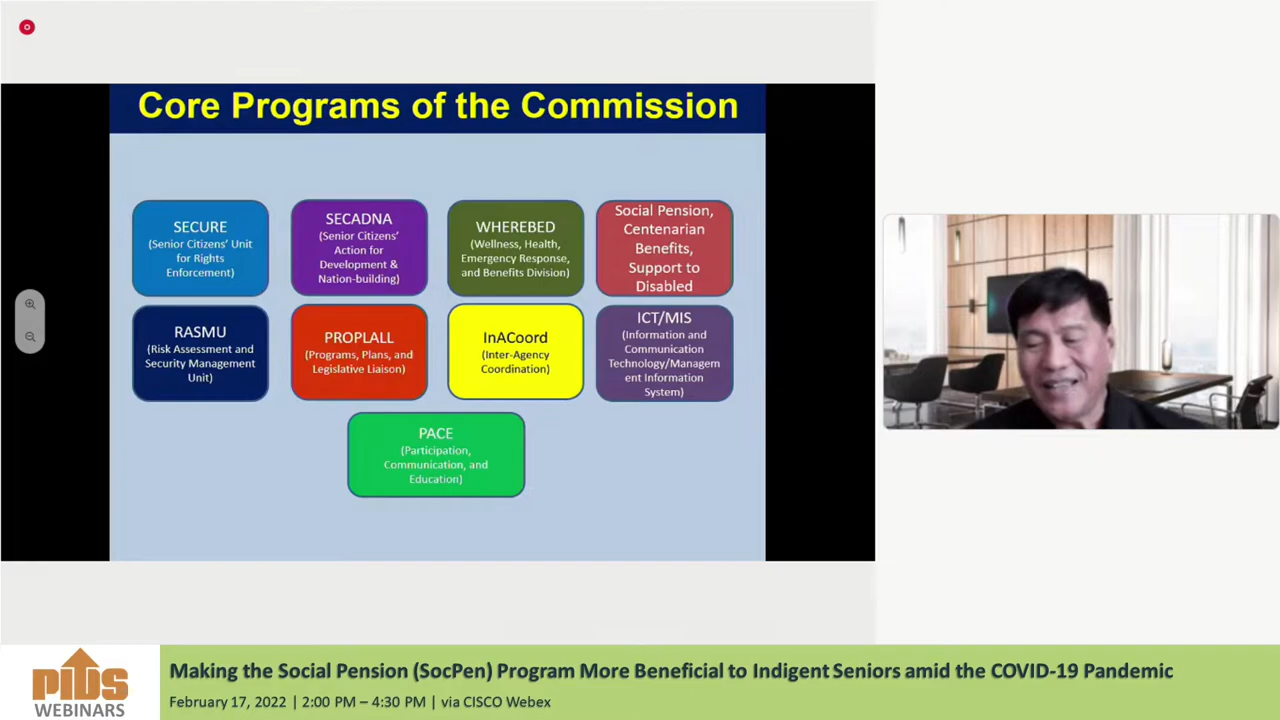 Core Programs of the Commission
SECURE
(Senior Citizens' Unit
for Rights
Enforcement)
SECADNA
(Senior Citizens'
Action for
Development &
Nation-building)
WHEREBED
(Wellness, Health,
Emergency Response,
and Benefits Division)
Social Pension,
Centenarian
Benefits,
Support to
Disabled
RASMU
(Risk Assessment and
Security Management
Unit)
PROPLALL
(Programs, Plans, and
Legislative Liaison)
InACoord
(Inter-Agency
Coordination)
ICT/MIS
(Information and
Communication
Technology/Managem
ent Information
System)
PACE
(Participation,
Communication, and
Education)
PIDS
WEBINARS
Making the Social Pension (SocPen) Program More Beneficial to Indigent Seniors amid the COVID-19 Pandemic
February 17, 2022 | 2:00 PM – 4:30 PM | via CISCO Webex